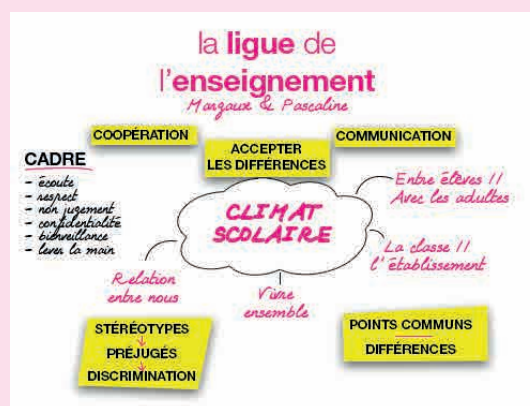 la ligue de
l'enseignement
Margaux & Pascaline
COOPÉRATION
ACCEPTER
LES DIFFÉRENCES
COMMUNICATION
CADRE
- écoute
- respect
- non jugement
- confidentialité
- bienveillance
- lever la main
CLIMAT
SCOLAIRE
Entre élèves //
Avec les adultes
La classe //
l'établissement
Relation
entre nous
Vivre
ensemble
STÉRÉOTYPES
PRÉJUGÉS
DISCRIMINATION
POINTS COMMUNS
DIFFÉRENCES